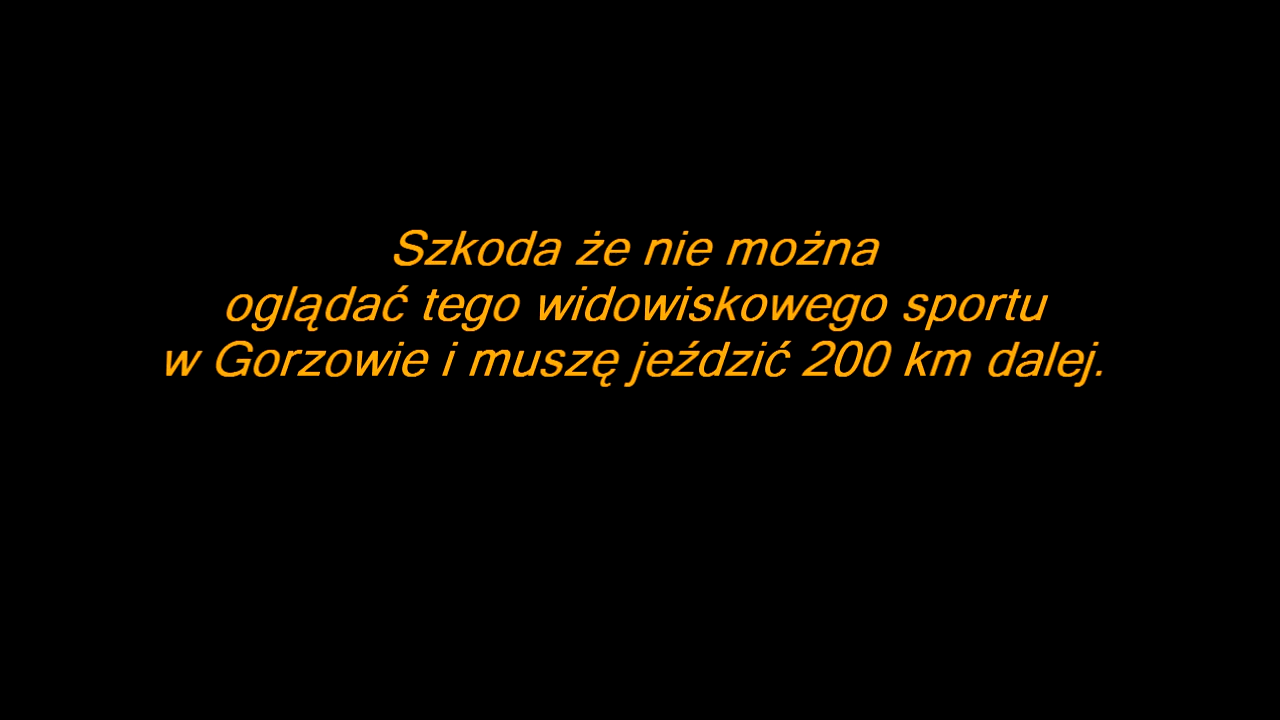 Szkoda że nie można
oglądać tego widowiskowego sportu
w Gorzowie i muszę jeździć 200 km dalej.